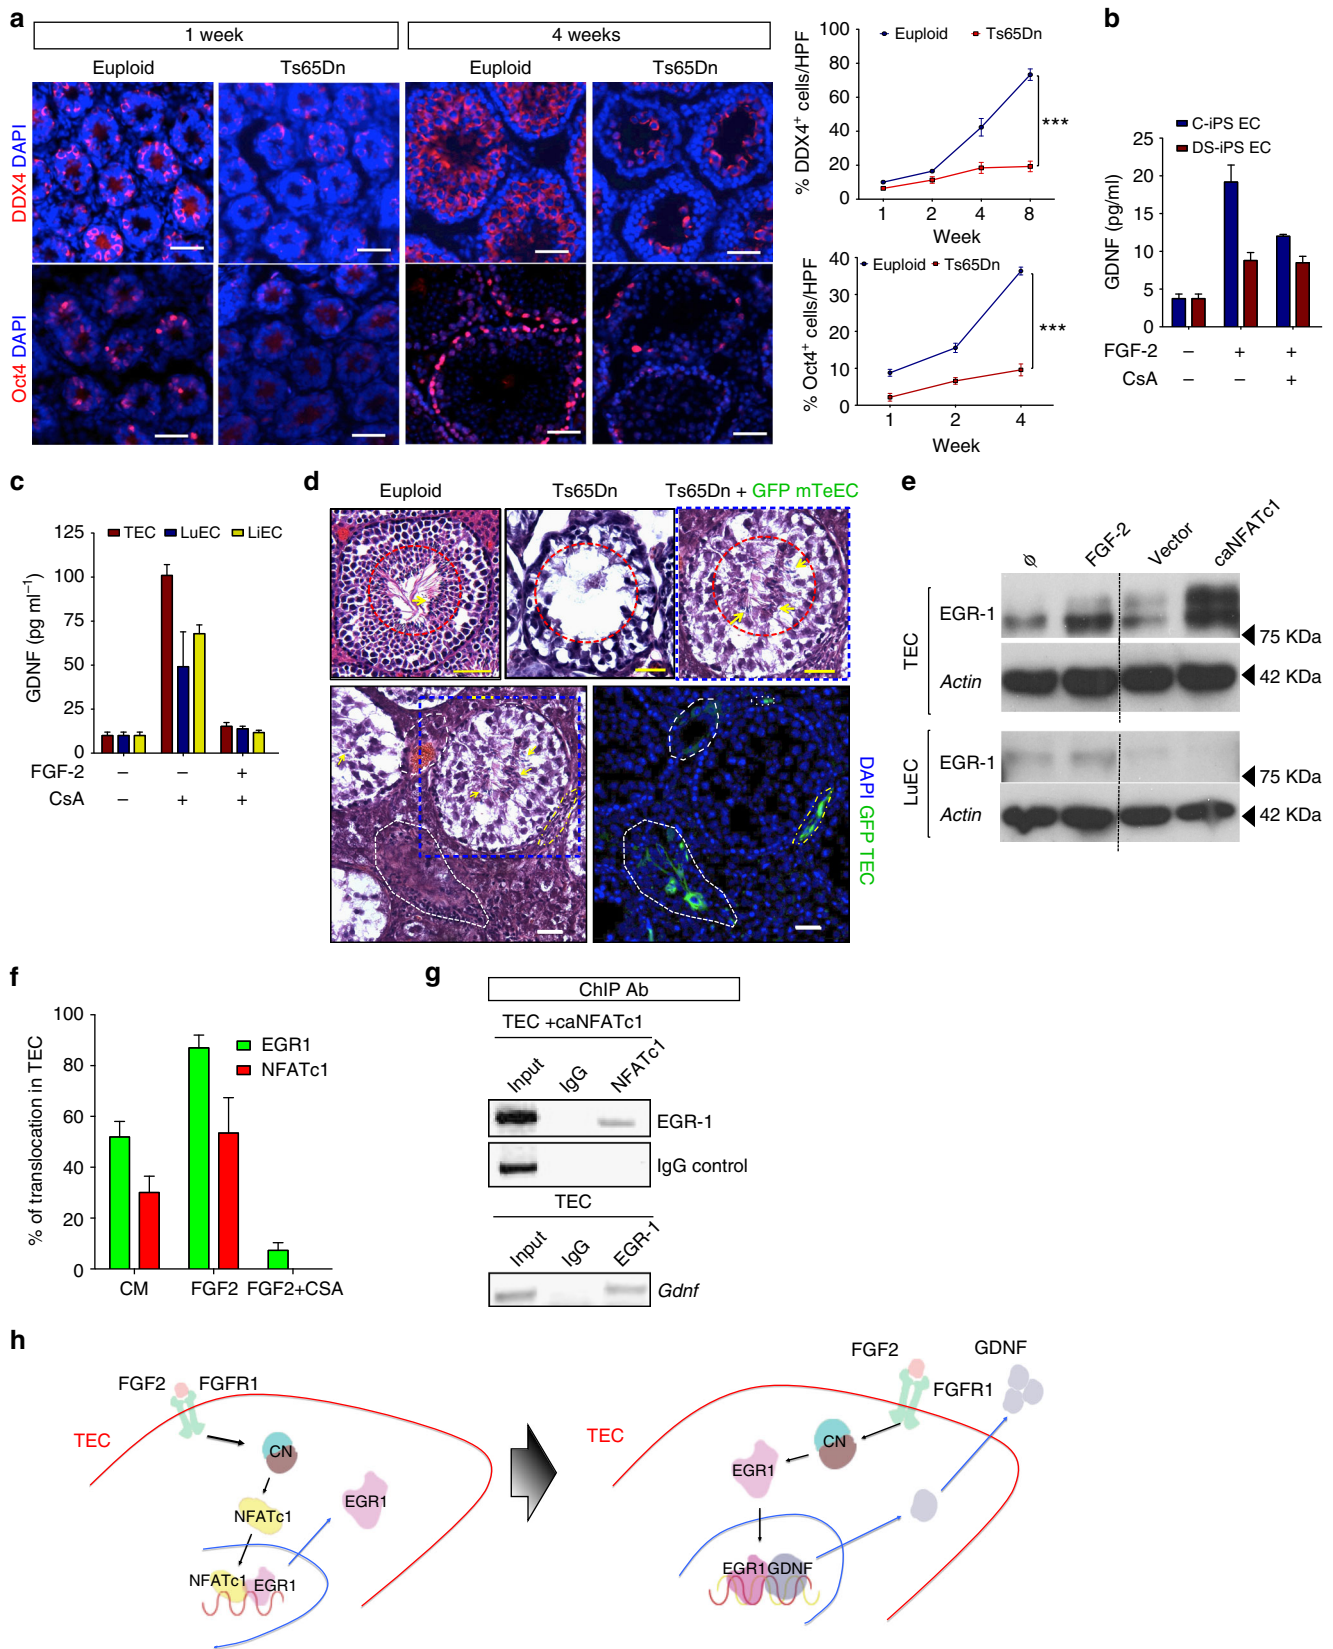 a
1 week
4 weeks
Euploid
Ts65Dn
Euploid
Ts65Dn
DDX4 DAPI
Oct4 DAPI
% DDX4⁺ cells/HPF
100
80
60
40
20
0
Euploid
Ts65Dn
***
1 2 4 8
Week
% Oct4⁺ cells/HPF
40
30
20
10
0
Euploid
Ts65Dn
***
1 2 4
Week
b
C-iPS EC
DS-iPS EC
GDNF (pg/ml)
25
20
15
10
5
0
FGF-2 – + +
CsA – – +
c
TEC
LuEC
LiEC
GDNF (pg ml⁻¹)
125
100
75
50
25
0
FGF-2 – – +
CsA – + +
d
Euploid
Ts65Dn
Ts65Dn + GFP mTeEC
DAPI GFP TEC
e
ϕ
FGF-2
Vector
caNFATc1
TEC
EGR-1
75 KDa
Actin
42 KDa
LuEC
EGR-1
75 KDa
Actin
42 KDa
f
% of translocation in TEC
100
80
60
40
20
0
EGR1
NFATc1
CM
FGF2
FGF2+CSA
g
ChIP Ab
TEC +caNFATc1
Input
IgG
NFATc1
EGR-1
IgG control
TEC
Input
IgG
EGR-1
Gdnf
h
FGF2
FGFR1
TEC
CN
NFATc1
EGR1
NFATc1
EGR1
FGF2
GDNF
FGFR1
TEC
CN
EGR1
EGR1
GDNF